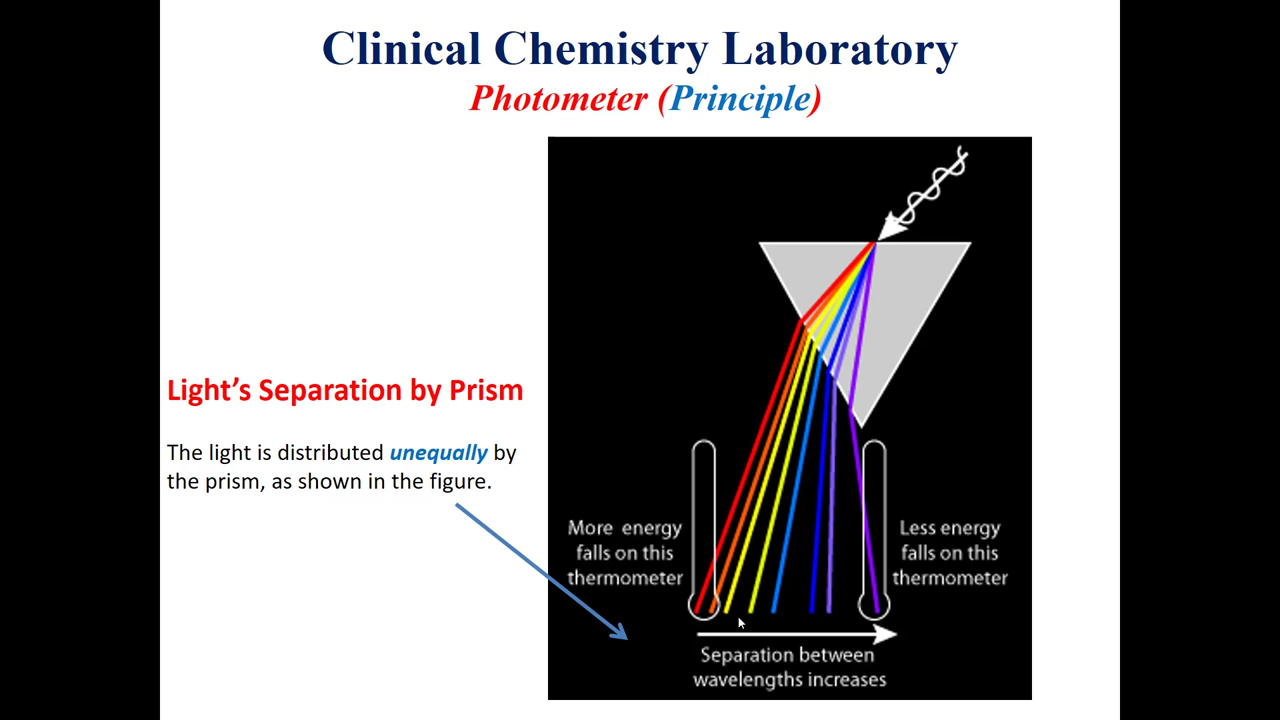 Clinical Chemistry Laboratory
Photometer (Principle)
Light’s Separation by Prism
The light is distributed unequally by
the prism, as shown in the figure.
More energy
falls on this
thermometer
Less energy
falls on this
thermometer
Separation between
wavelengths increases